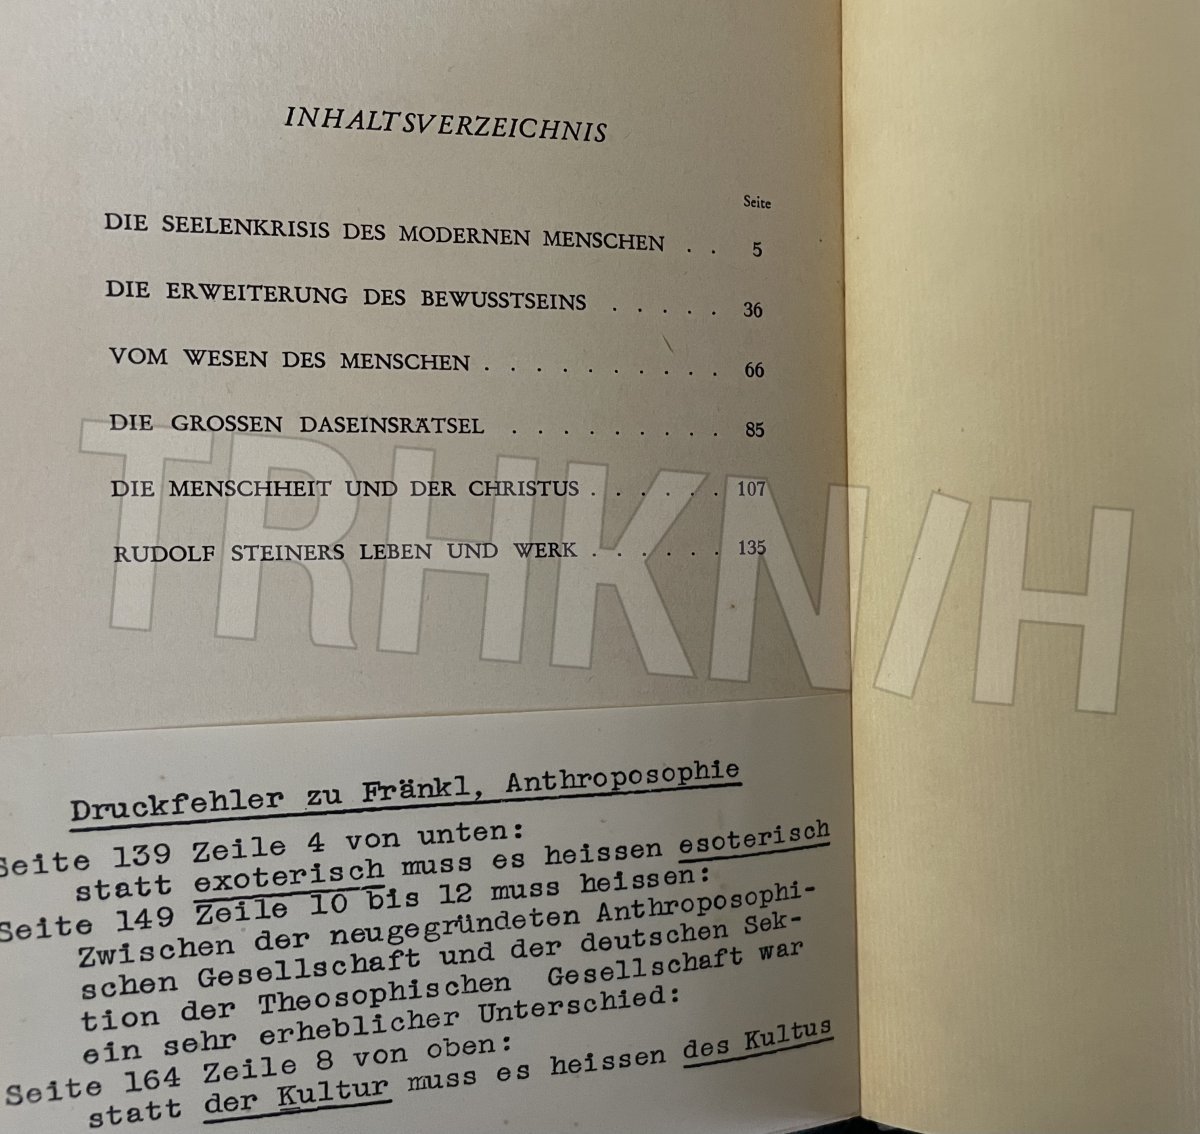 INHALTSVERZEICHNIS
Seite
DIE SEELENKRISIS DES MODERNEN MENSCHEN . . 5
DIE ERWEITERUNG DES BEWUSSTSEINS . . . . . 36
VOM WESEN DES MENSCHEN . . . . . . . . . . 66
DIE GROSSEN DASEINSRÄTSEL . . . . . . . . . 85
DIE MENSCHHEIT UND DER CHRISTUS . . . . . . 107
RUDOLF STEINERS LEBEN UND WERK . . . . . . 135
TRHKN/H
Druckfehler zu Fränkl, Anthroposophie
Seite 139 Zeile 4 von unten:
statt exoterisch muss es heissen esoterisch
Seite 149 Zeile 10 bis 12 muss heissen:
Zwischen der neugegründeten Anthroposophi-
schen Gesellschaft und der deutschen Sek-
tion der Theosophischen Gesellschaft war
ein sehr erheblicher Unterschied:
Seite 164 Zeile 8 von oben:
statt der Kultur muss es heissen des Kultus